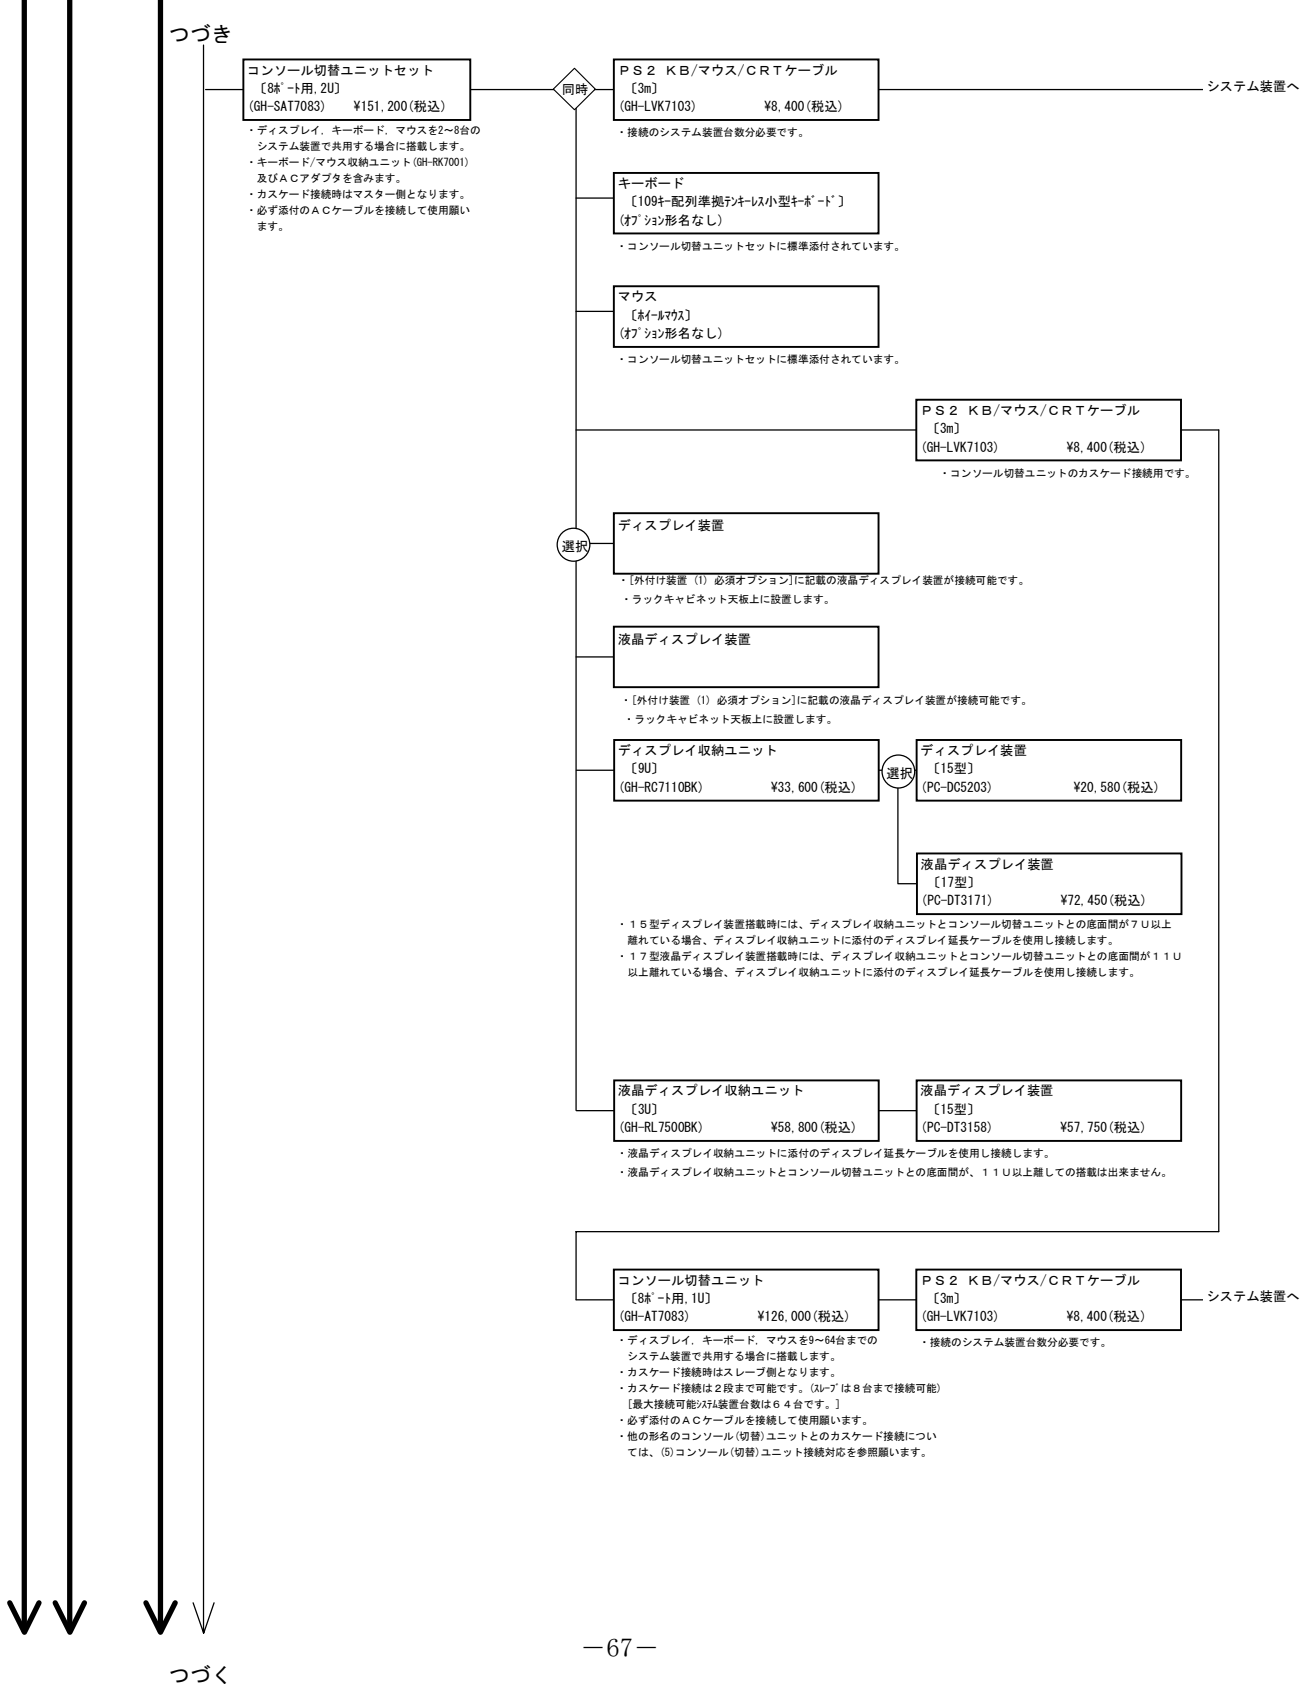 つづき
コンソール切替ユニットセット
〔8ﾎﾟｰﾄ用,2U〕
(GH-SAT7083) ¥151,200(税込)
・ディスプレイ, キーボード, マウスを2～8台の
システム装置で共用する場合に搭載します。
・キーボード/マウス収納ユニット(GH-RK7001)
及びＡＣアダプタを含みます。
・カスケード接続時はマスター側となります。
・必ず添付のＡＣケーブルを接続して使用願い
ます。
同時
ＰＳ２ ＫＢ/マウス/ＣＲＴケーブル
〔3m〕
(GH-LVK7103) ¥8,400(税込)
・接続のシステム装置台数分必要です。
システム装置へ
キーボード
〔109ｷｰ配列準拠ﾃﾝｷｰﾚｽ小型ｷｰﾎﾞｰﾄﾞ〕
(ｵﾌﾟｼｮﾝ形名なし)
・コンソール切替ユニットセットに標準添付されています。
マウス
〔ﾎｲｰﾙﾏｳｽ〕
(ｵﾌﾟｼｮﾝ形名なし)
・コンソール切替ユニットセットに標準添付されています。
ＰＳ２ ＫＢ/マウス/ＣＲＴケーブル
〔3m〕
(GH-LVK7103) ¥8,400(税込)
・コンソール切替ユニットのカスケード接続用です。
選択
ディスプレイ装置
・[外付け装置 (1) 必須オプション]に記載の液晶ディスプレイ装置が接続可能です。
・ラックキャビネット天板上に設置します。
液晶ディスプレイ装置
・[外付け装置 (1) 必須オプション]に記載の液晶ディスプレイ装置が接続可能です。
・ラックキャビネット天板上に設置します。
ディスプレイ収納ユニット
〔9U〕
(GH-RC7110BK) ¥33,600(税込)
選択
ディスプレイ装置
〔15型〕
(PC-DC5203) ¥20,580(税込)
液晶ディスプレイ装置
〔17型〕
(PC-DT3171) ¥72,450(税込)
・１５型ディスプレイ装置搭載時には、ディスプレイ収納ユニットとコンソール切替ユニットとの底面間が７Ｕ以上
離れている場合、ディスプレイ収納ユニットに添付のディスプレイ延長ケーブルを使用し接続します。
・１７型液晶ディスプレイ装置搭載時には、ディスプレイ収納ユニットとコンソール切替ユニットとの底面間が１１Ｕ
以上離れている場合、ディスプレイ収納ユニットに添付のディスプレイ延長ケーブルを使用し接続します。
液晶ディスプレイ収納ユニット
〔3U〕
(GH-RL7500BK) ¥58,800(税込)
液晶ディスプレイ装置
〔15型〕
(PC-DT3158) ¥57,750(税込)
・液晶ディスプレイ収納ユニットに添付のディスプレイ延長ケーブルを使用し接続します。
・液晶ディスプレイ収納ユニットとコンソール切替ユニットとの底面間が、１１Ｕ以上離しての搭載は出来ません。
コンソール切替ユニット
〔8ﾎﾟｰﾄ用,1U〕
(GH-AT7083) ¥126,000(税込)
・ディスプレイ, キーボード, マウスを9～64台までの
システム装置で共用する場合に搭載します。
・カスケード接続時はスレーブ側となります。
・カスケード接続は２段まで可能です。(ｽﾚｰﾌﾞは８台まで接続可能)
[最大接続可能ｼｽﾃﾑ装置台数は６４台です。]
・必ず添付のＡＣケーブルを接続して使用願います。
・他の形名のコンソール(切替)ユニットとのカスケード接続につい
ては、(5)コンソール(切替)ユニット接続対応を参照願います。
ＰＳ２ ＫＢ/マウス/ＣＲＴケーブル
〔3m〕
(GH-LVK7103) ¥8,400(税込)
・接続のシステム装置台数分必要です。
システム装置へ
－67－
つづく